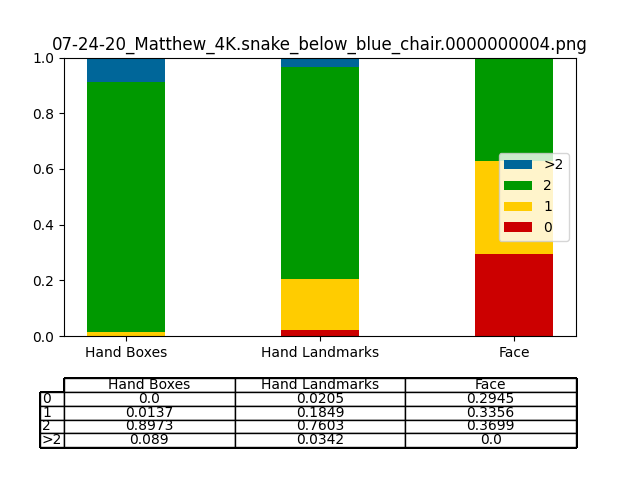 07-24-20_Matthew_4K.snake_below_blue_chair.0000000004.png
1.0
0.8
0.6
0.4
0.2
0.0
>2
2
1
0
Hand Boxes Hand Landmarks Face
Hand Boxes Hand Landmarks Face
0 0.0 0.0205 0.2945
1 0.0137 0.1849 0.3356
2 0.8973 0.7603 0.3699
>2 0.089 0.0342 0.0